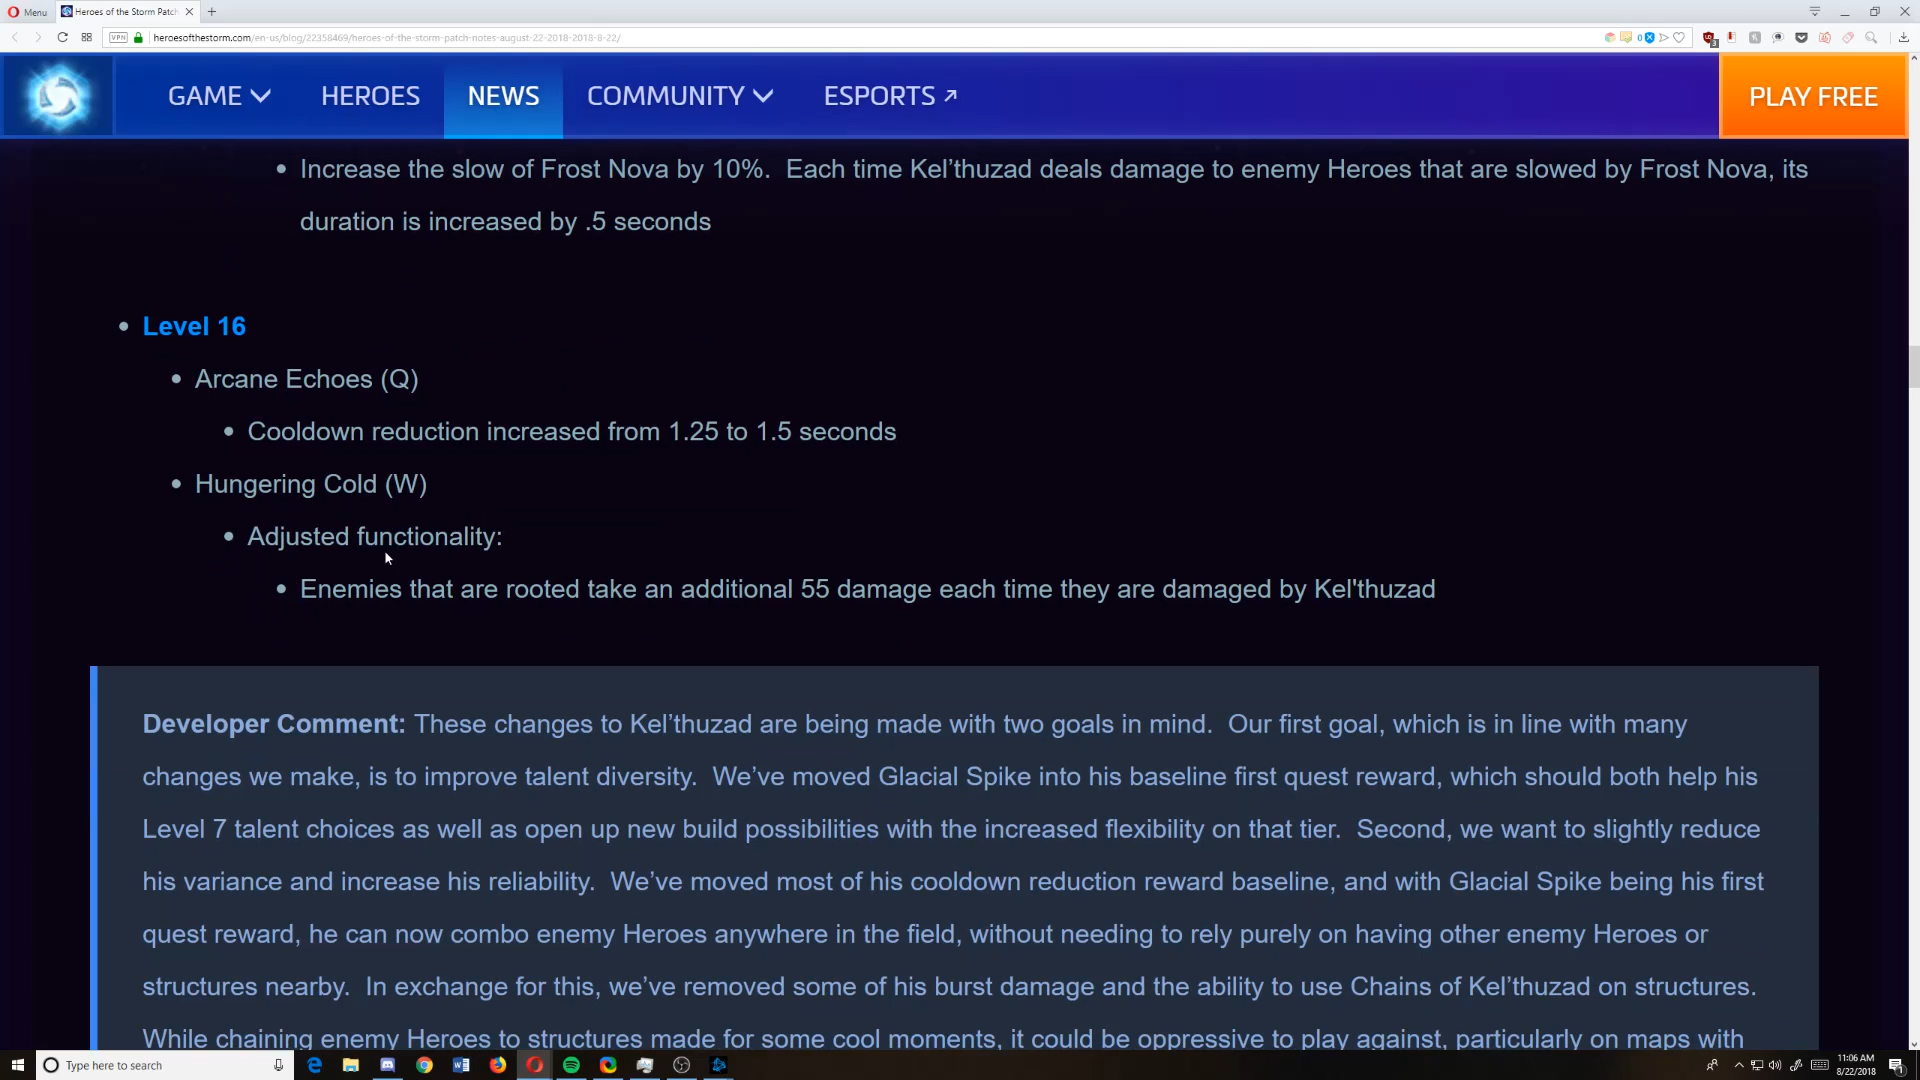 Menu
Heroes of the Storm Patch
VPN
heroesofthestorm.com/en-us/blog/22358469/heroes-of-the-storm-patch-notes-august-22-2018-2018-8-22/
0
3
GAME
HEROES
NEWS
COMMUNITY
ESPORTS
PLAY FREE
Increase the slow of Frost Nova by 10%.  Each time Kel’thuzad deals damage to enemy Heroes that are slowed by Frost Nova, its
duration is increased by .5 seconds
Level 16
Arcane Echoes (Q)
Cooldown reduction increased from 1.25 to 1.5 seconds
Hungering Cold (W)
Adjusted functionality:
Enemies that are rooted take an additional 55 damage each time they are damaged by Kel'thuzad
Developer Comment: These changes to Kel’thuzad are being made with two goals in mind.  Our first goal, which is in line with many
changes we make, is to improve talent diversity.  We’ve moved Glacial Spike into his baseline first quest reward, which should both help his
Level 7 talent choices as well as open up new build possibilities with the increased flexibility on that tier.  Second, we want to slightly reduce
his variance and increase his reliability.  We’ve moved most of his cooldown reduction reward baseline, and with Glacial Spike being his first
quest reward, he can now combo enemy Heroes anywhere in the field, without needing to rely purely on having other enemy Heroes or
structures nearby.  In exchange for this, we’ve removed some of his burst damage and the ability to use Chains of Kel’thuzad on structures.
While chaining enemy Heroes to structures made for some cool moments, it could be oppressive to play against, particularly on maps with
Type here to search
11:06 AM
8/22/2018